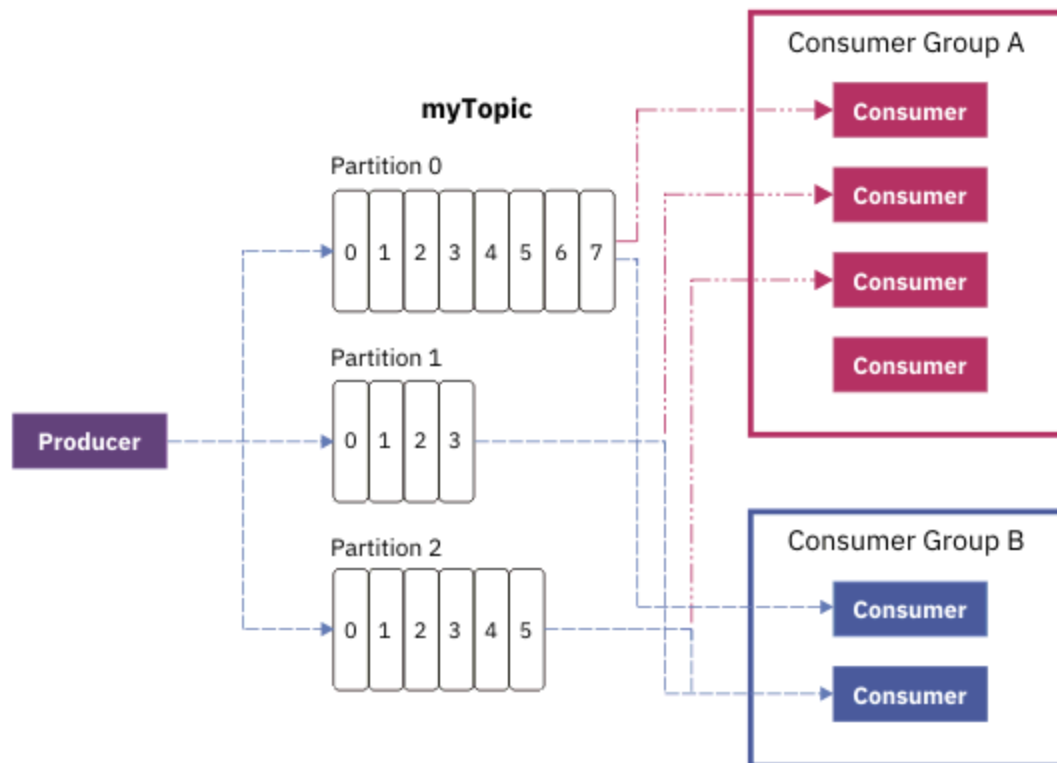 Consumer Group A
Consumer
myTopic
Partition 0
Consumer
0 1 2 3 4 5 6 7
Consumer
Partition 1
Consumer
Producer
0 1 2 3
Consumer Group B
Partition 2
Consumer
0 1 2 3 4 5
Consumer